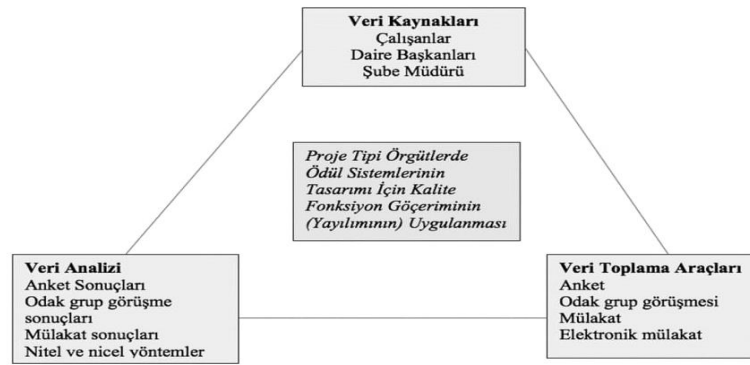 Veri Kaynakları
Çalışanlar
Daire Başkanları
Şube Müdürü
Proje Tipi Örgütlerde
Ödül Sistemlerinin
Tasarımı İçin Kalite
Fonksiyon Göçeriminin
(Yayılımının) Uygulanması
Veri Analizi
Anket Sonuçları
Odak grup görüşme
sonuçları
Mülakat sonuçları
Nitel ve nicel yöntemler
Veri Toplama Araçları
Anket
Odak grup görüşmesi
Mülakat
Elektronik mülakat